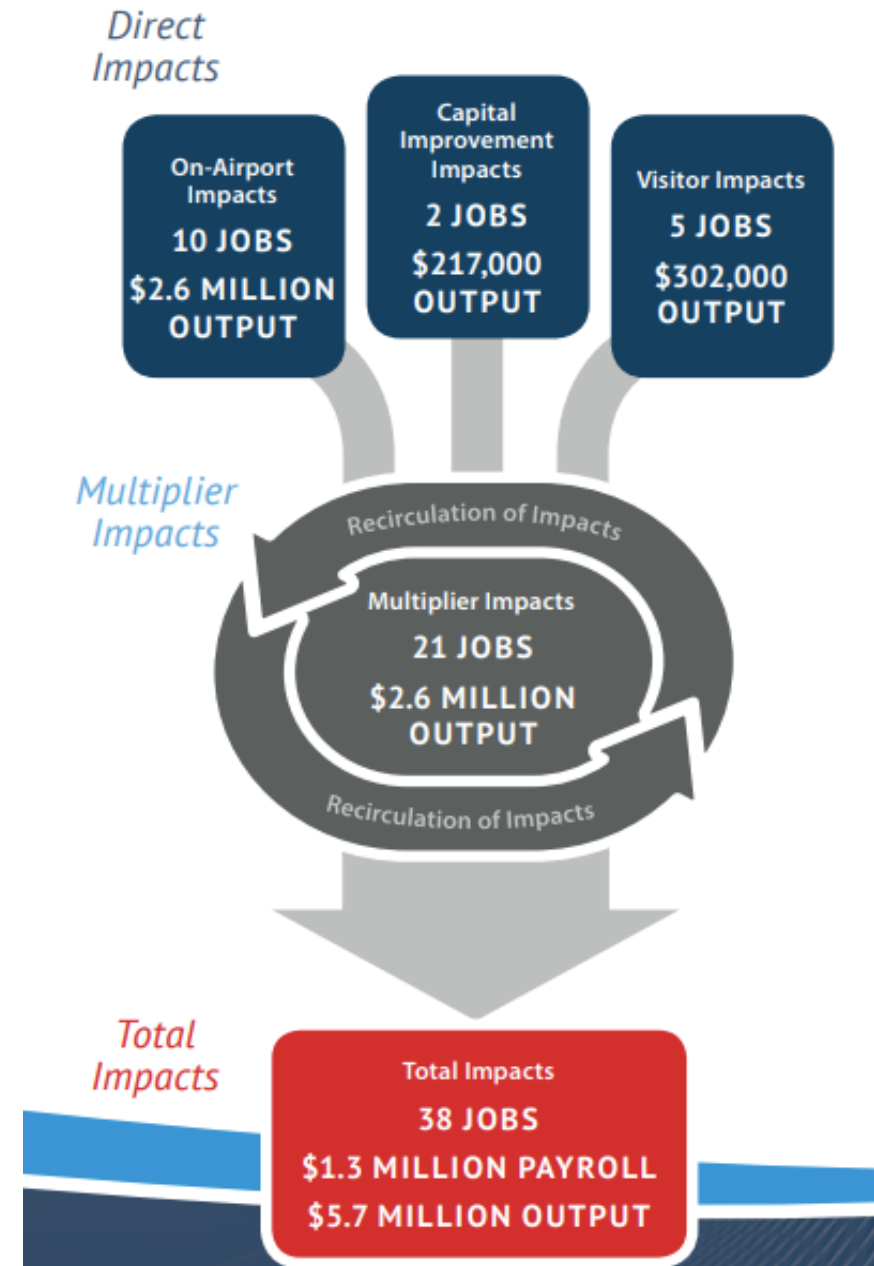 Direct
Impacts
On-Airport
Impacts
10 JOBS
$2.6 MILLION
OUTPUT
Capital
Improvement
Impacts
2 JOBS
$217,000
OUTPUT
Visitor Impacts
5 JOBS
$302,000
OUTPUT
Multiplier
Impacts
Recirculation of Impacts
Multiplier Impacts
21 JOBS
$2.6 MILLION
OUTPUT
Recirculation of Impacts
Total
Impacts
Total Impacts
38 JOBS
$1.3 MILLION PAYROLL
$5.7 MILLION OUTPUT